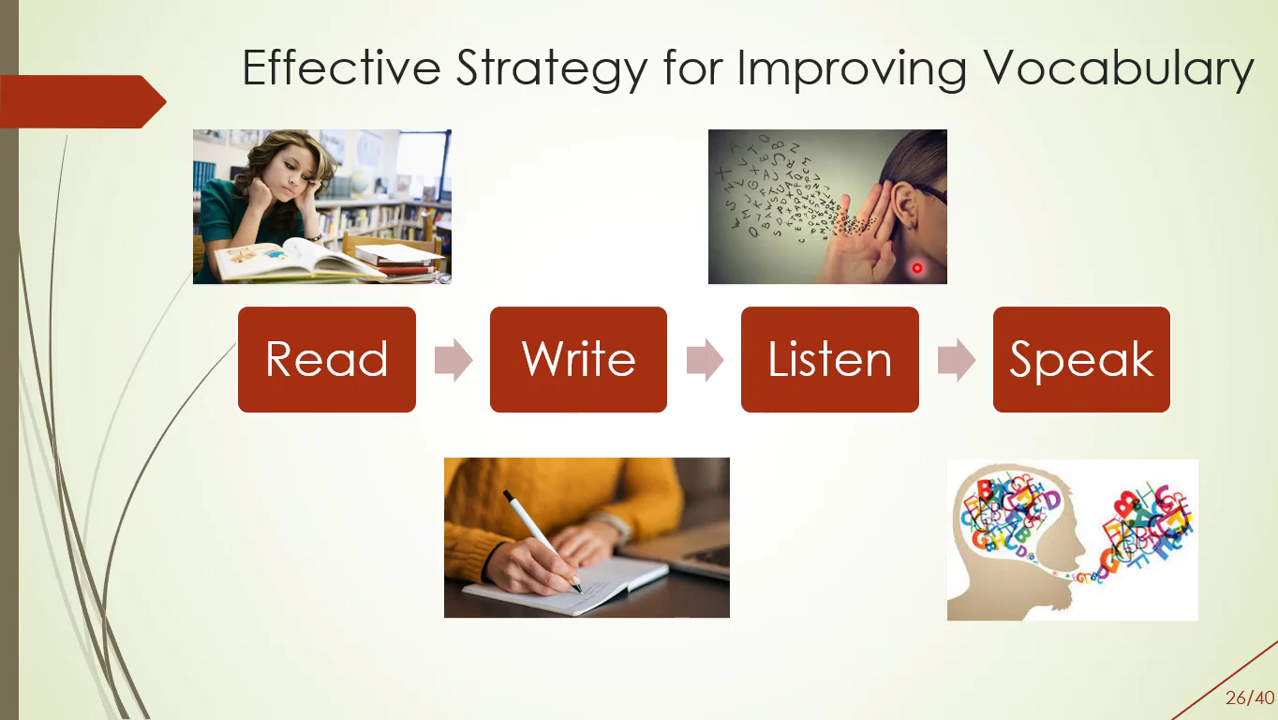 Effective Strategy for Improving Vocabulary
Read
Write
Listen
Speak
26/40